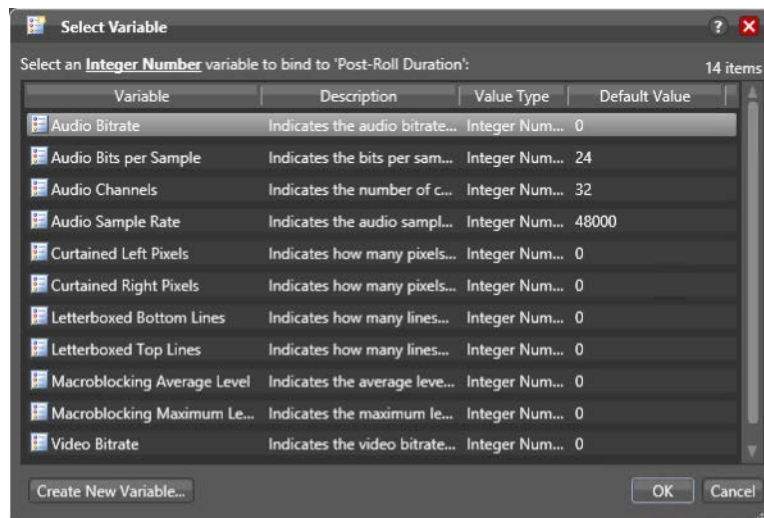 Select Variable
?
Select an Integer Number variable to bind to 'Post-Roll Duration': 14 items
Variable Description Value Type Default Value
Audio Bitrate Indicates the audio bitrate... Integer Num... 0
Audio Bits per Sample Indicates the bits per sam... Integer Num... 24
Audio Channels Indicates the number of c... Integer Num... 32
Audio Sample Rate Indicates the audio sampl... Integer Num... 48000
Curtained Left Pixels Indicates how many pixels... Integer Num... 0
Curtained Right Pixels Indicates how many pixels... Integer Num... 0
Letterboxed Bottom Lines Indicates how many lines... Integer Num... 0
Letterboxed Top Lines Indicates how many lines... Integer Num... 0
Macroblocking Average Level Indicates the average leve... Integer Num... 0
Macroblocking Maximum Le... Indicates the maximum le... Integer Num... 0
Video Bitrate Indicates the video bitrate... Integer Num... 0
Create New Variable... OK Cancel